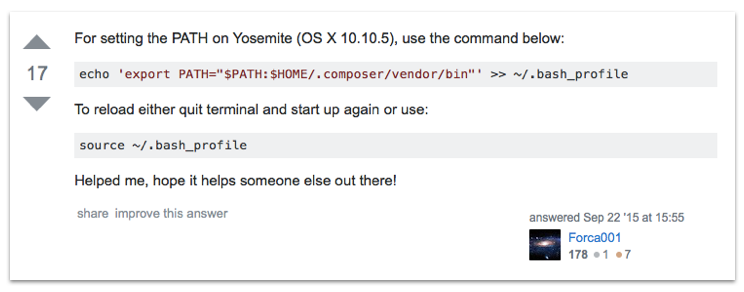 For setting the PATH on Yosemite (OS X 10.10.5), use the command below:
17
echo 'export PATH="$PATH:$HOME/.composer/vendor/bin"' >> ~/.bash_profile
To reload either quit terminal and start up again or use:
source ~/.bash_profile
Helped me, hope it helps someone else out there!
share improve this answer
answered Sep 22 '15 at 15:55
Forca001
178 ●1 ●7